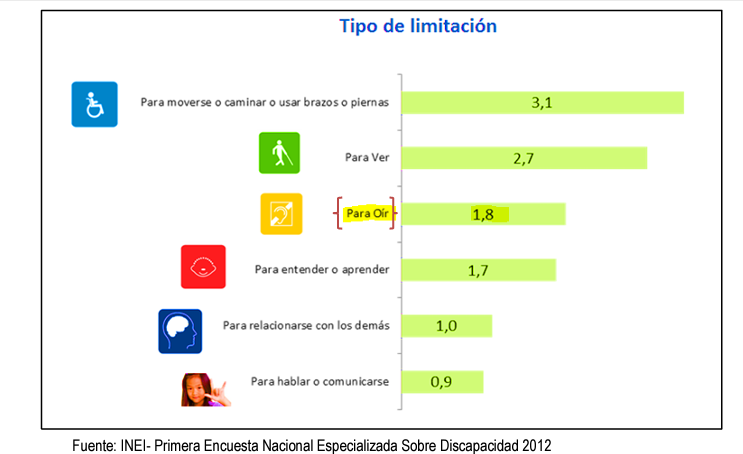 Tipo de limitación
Para moverse o caminar o usar brazos o piernas
3,1
Para Ver
2,7
Para Oír
1,8
Para entender o aprender
1,7
Para relacionarse con los demás
1,0
Para hablar o comunicarse
0,9
Fuente: INEI- Primera Encuesta Nacional Especializada Sobre Discapacidad 2012